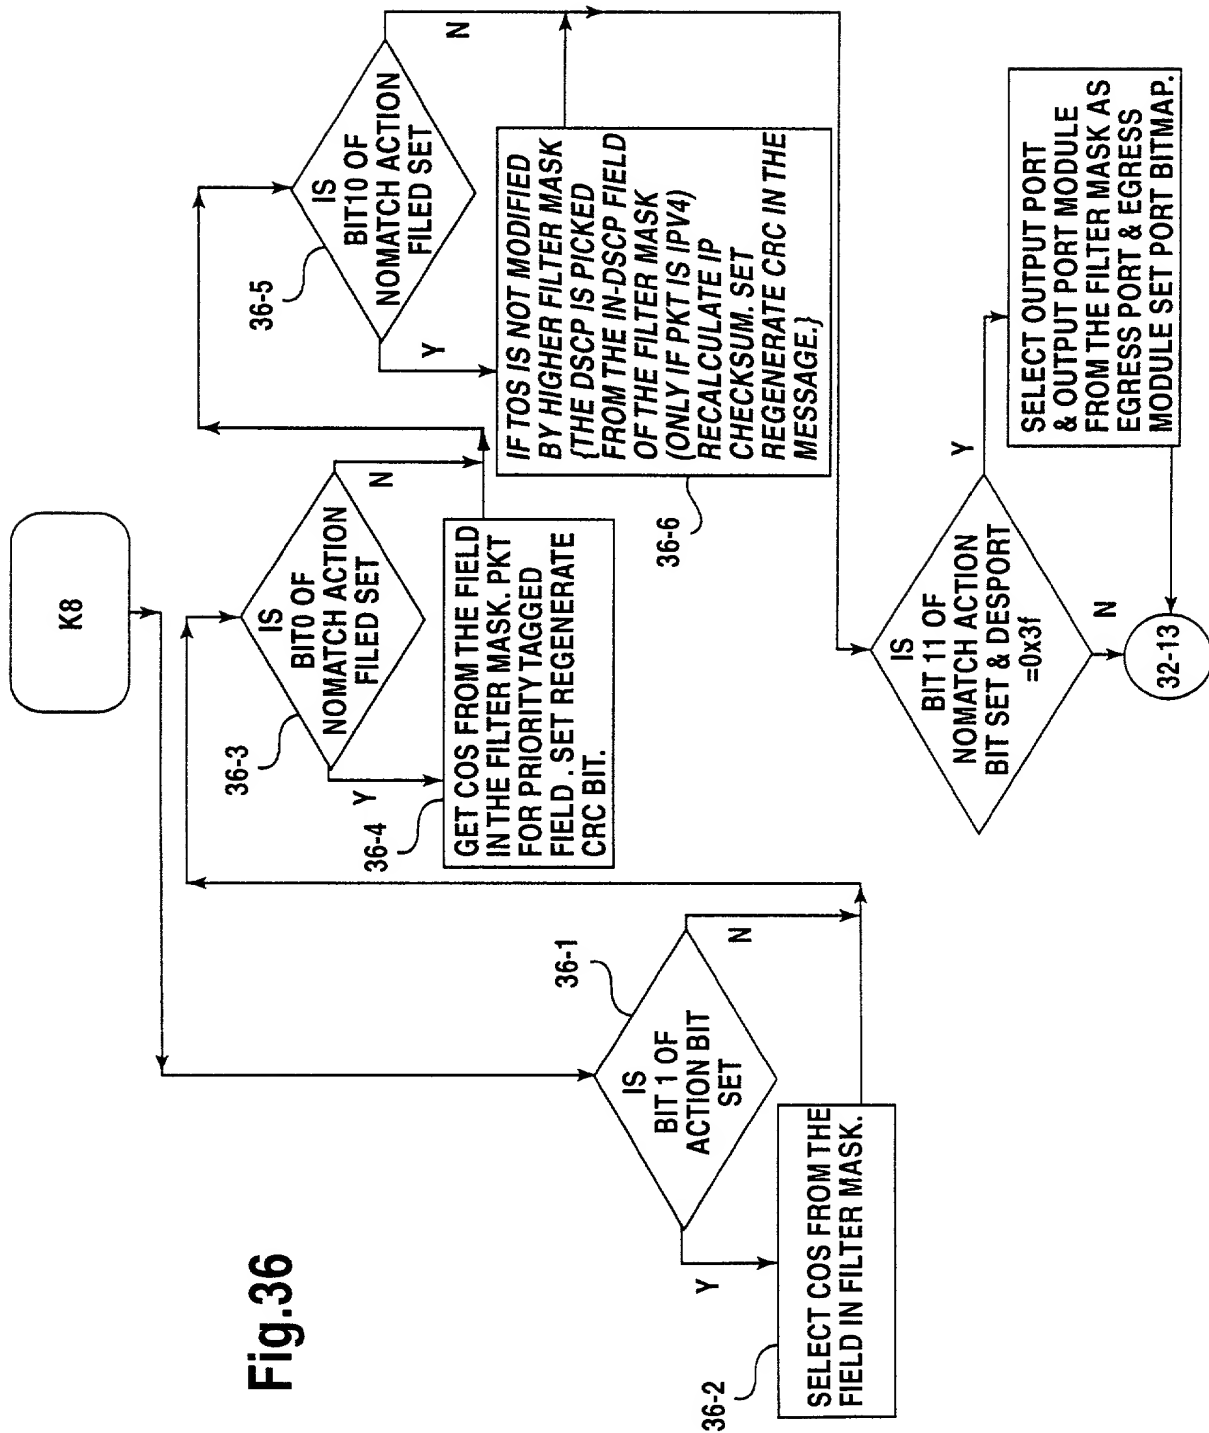 Fig.36
K8
36-1
IS
BIT 1 OF
ACTION BIT
SET
Y
N
36-2
SELECT COS FROM THE
FIELD IN FILTER MASK.
36-3
IS
BIT0 OF
NOMATCH ACTION
FILED SET
Y
N
36-4
GET COS FROM THE FIELD
IN THE FILTER MASK. PKT
FOR PRIORITY TAGGED
FIELD . SET REGENERATE
CRC BIT.
36-5
IS
BIT10 OF
NOMATCH ACTION
FILED SET
Y
N
36-6
IF TOS IS NOT MODIFIED
BY HIGHER FILTER MASK
{THE DSCP IS PICKED
FROM THE IN-DSCP FIELD
OF THE FILTER MASK
(ONLY IF PKT IS IPV4)
RECALCULATE IP
CHECKSUM. SET
REGENERATE CRC IN THE
MESSAGE.}
IS
BIT 11 OF
NOMATCH ACTION
BIT SET & DESPORT
=0x3f
Y
N
SELECT OUTPUT PORT
& OUTPUT PORT MODULE
FROM THE FILTER MASK AS
EGRESS PORT & EGRESS
MODULE SET PORT BITMAP.
32-13